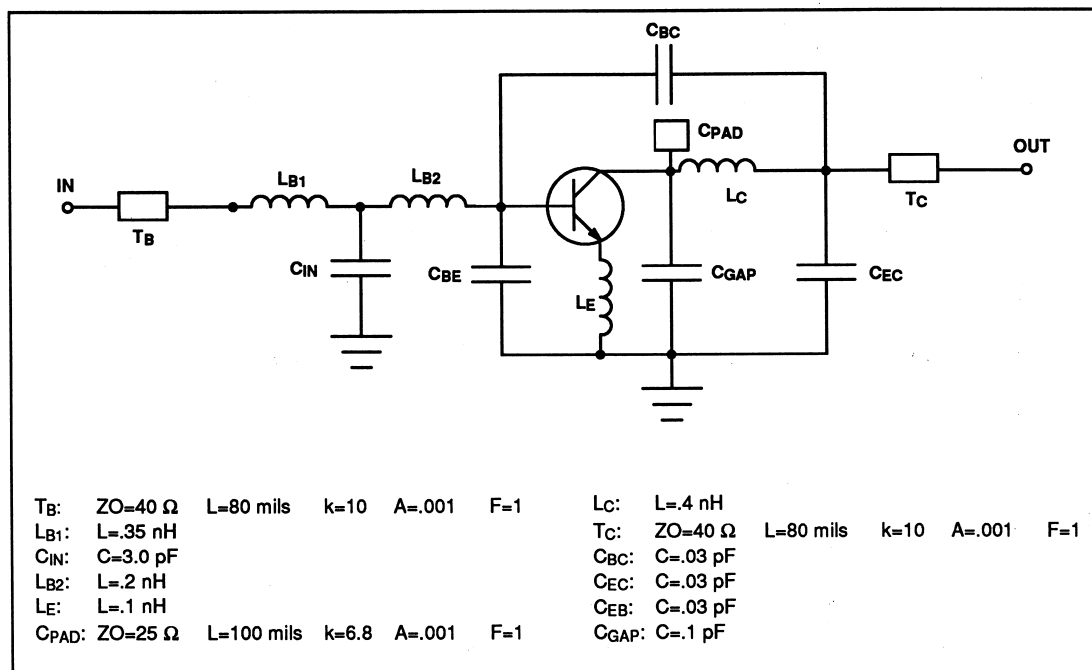 CBC
CPAD
OUT
LB1
LB2
IN
LC
TC
TB
CIN
CBE
CGAP
CEC
LE
TB: ZO=40 Ω L=80 mils k=10 A=.001 F=1
LB1: L=.35 nH
CIN: C=3.0 pF
LB2: L=.2 nH
LE: L=.1 nH
CPAD: ZO=25 Ω L=100 mils k=6.8 A=.001 F=1
LC: L=.4 nH
TC: ZO=40 Ω L=80 mils k=10 A=.001 F=1
CBC: C=.03 pF
CEC: C=.03 pF
CEB: C=.03 pF
CGAP: C=.1 pF